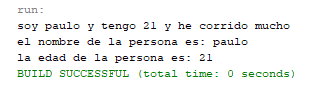 run:
soy paulo y tengo 21 y he corrido mucho
el nombre de la persona es: paulo
la edad de la persona es: 21
BUILD SUCCESSFUL (total time: 0 seconds)